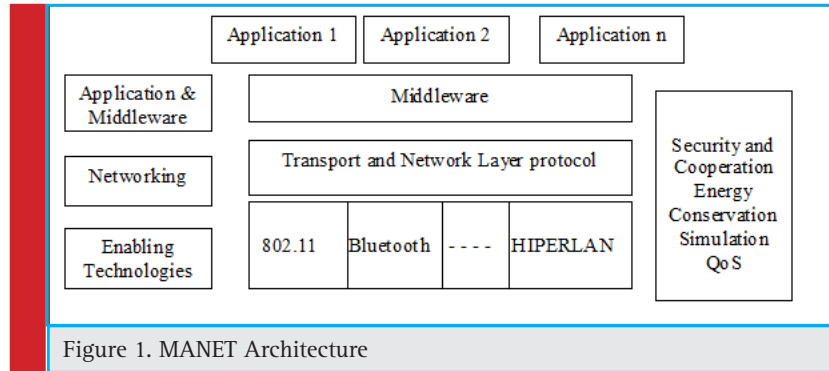 Application 1
Application 2
Application n
Application &
Middleware
Middleware
Networking
Transport and Network Layer protocol
Enabling
Technologies
802.11
Bluetooth
- - - -
HIPERLAN
Security and
Cooperation
Energy
Conservation
Simulation
QoS
Figure 1. MANET Architecture